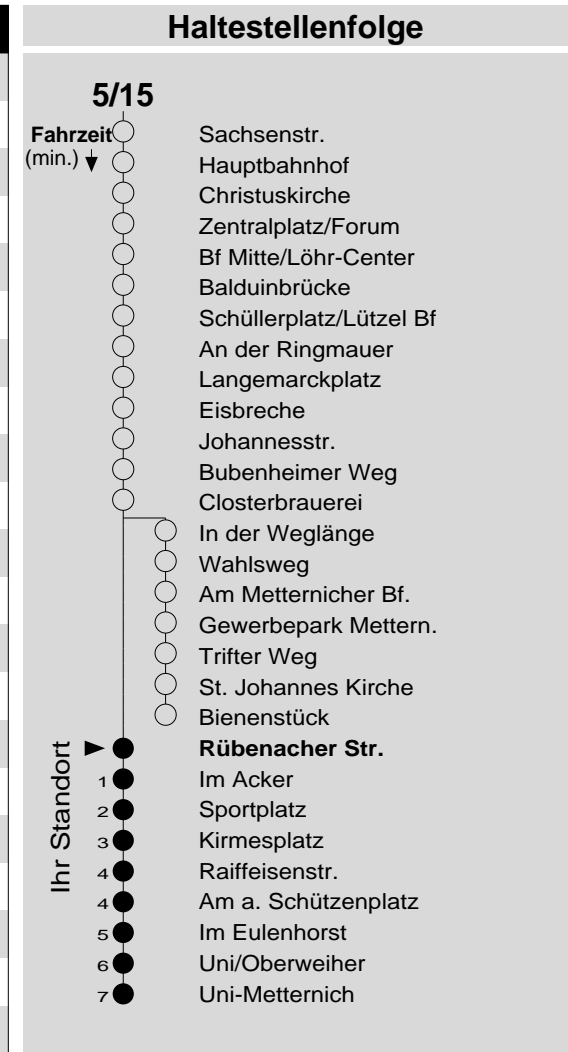 Haltestellenfolge
5/15
Fahrzeit
(min.)
Sachsenstr.
Hauptbahnhof
Christuskirche
Zentralplatz/Forum
Bf Mitte/Löhr-Center
Balduinbrücke
Schüllerplatz/Lützel Bf
An der Ringmauer
Langemarckplatz
Eisbreche
Johannesstr.
Bubenheimer Weg
Closterbrauerei
In der Weglänge
Wahlsweg
Am Metternicher Bf.
Gewerbepark Mettern.
Trifter Weg
St. Johannes Kirche
Bienenstück
Ihr Standort
Rübenacher Str.
1 Im Acker
2 Sportplatz
3 Kirmesplatz
4 Raiffeisenstr.
4 Am a. Schützenplatz
5 Im Eulenhorst
6 Uni/Oberweiher
7 Uni-Metternich